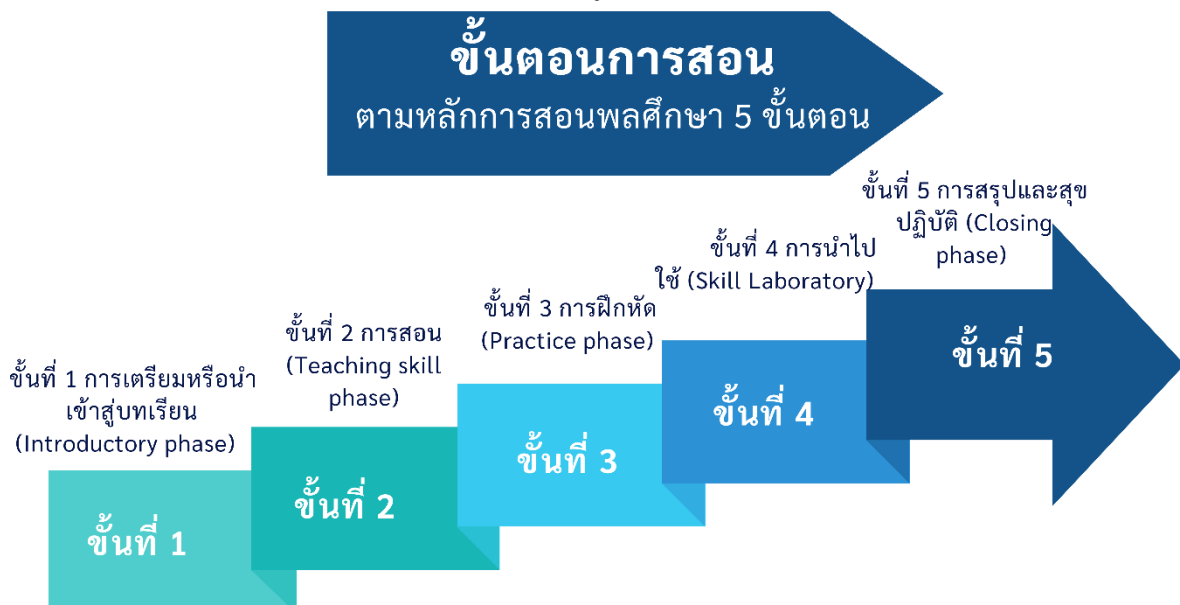 ขั้นตอนการสอน
ตามหลักการสอนพลศึกษา 5 ขั้นตอน
ขั้นที่ 1 การเตรียมหรือนำ
เข้าสู่บทเรียน
(Introductory phase)
ขั้นที่ 1
ขั้นที่ 2 การสอน
(Teaching skill
phase)
ขั้นที่ 2
ขั้นที่ 3 การฝึกหัด
(Practice phase)
ขั้นที่ 3
ขั้นที่ 4 การนำไป
ใช้ (Skill Laboratory)
ขั้นที่ 4
ขั้นที่ 5 การสรุปและสุข
ปฏิบัติ (Closing
phase)
ขั้นที่ 5